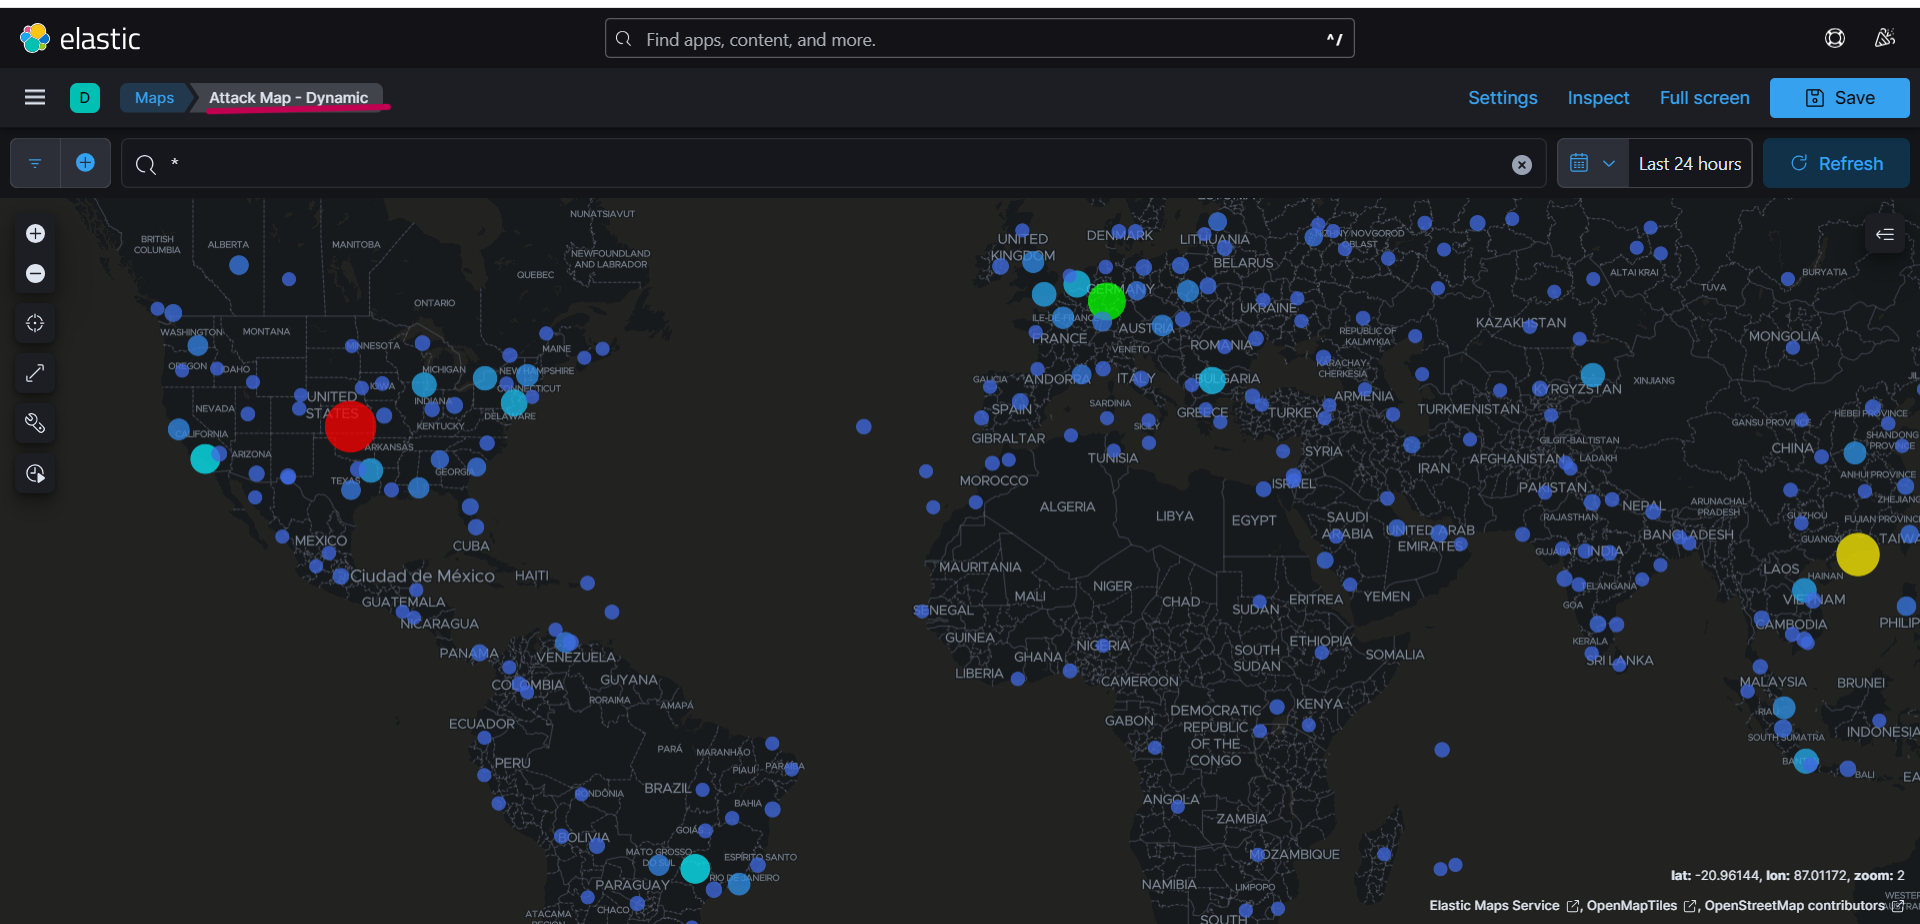 elastic
Find apps, content, and more.
^/
D
Maps
Attack Map - Dynamic
Settings
Inspect
Full screen
Save
*
Last 24 hours
Refresh
NUNATSIAVUT
BRITISH
COLUMBIA
ALBERTA
MANITOBA
NEWFOUNDLAND
AND LABRADOR
QUEBEC
ONTARIO
WASHINGTON
MONTANA
MINNESOTA
MAINE
OREGON
IDAHO
MICHIGAN
NEW HAMPSHIRE
IOWA
CONNECTICUT
UNITED
STATES
INDIANA
NEVADA
DELAWARE
KENTUCKY
CALIFORNIA
ARKANSAS
ARIZONA
GEORGIA
TEXAS
MEXICO
CUBA
Ciudad de México
HAITI
GUATEMALA
NICARAGUA
PANAMA
VENEZUELA
COLOMBIA
GUYANA
RORAIMA
AMAPÁ
ECUADOR
PARÁ
MARANHÃO
PERU
PIAUÍ
PARAÍBA
BRAZIL
RONDÔNIA
BAHIA
GOIÁS
BOLIVIA
MATO GROSSO
DO SUL
ESPÍRITO SANTO
RIO DE JANEIRO
PARAGUAY
CHACO
ATACAMA
REGION
UNITED
KINGDOM
DENMARK
LITHUANIA
NIZHNY NOVGOROD
OBLAST
BELARUS
ALTAI KRAI
BURYATIA
GERMANY
TUVA
UKRAINE
ILE-DE-FRANCE
AUSTRIA
KAZAKHSTAN
FRANCE
REPUBLIC OF
KALMYKIA
MONGOLIA
VENETO
ROMANIA
KARACHAY-
CHERKESIA
GALICIA
ANDORRA
ITALY
BULGARIA
KYRGYZSTAN
XINJIANG
SARDINIA
ARMENIA
SPAIN
GREECE
TURKEY
TURKMENISTAN
HEBEI PROVINCE
SICILY
GANSU PROVINCE
GIBRALTAR
SHANDONG
PROVINCE
GILGIT-BALTISTAN
CHINA
TUNISIA
SYRIA
AFGHANISTAN
LADAKH
IRAN
ANHUI PROVINCE
MOROCCO
ISRAEL
PAKISTAN
ZHEJIANG
ALGERIA
NEPAL
ARUNACHAL
PRADESH
LIBYA
EGYPT
SAUDI
ARABIA
RAJASTHAN
GUIZHOU
FUJIAN PROVINCE
UNITED ARAB
EMIRATES
BANGLADESH
GUANGXI
TAIWA
GUJARAT
INDIA
MAURITANIA
LAOS
HAINAN
NIGER
TELANGANA
MALI
CHAD
SUDAN
ERITREA
YEMEN
GOA
VIETNAM
SENEGAL
CAMBODIA
PHILIP
GUINEA
NIGERIA
ETHIOPIA
KERALA
GHANA
SOUTH
SUDAN
SOMALIA
SRI LANKA
LIBERIA
CAMEROON
MALAYSIA
BRUNEI
DEMOCRATIC
REPUBLIC
OF THE
CONGO
KENYA
RIAU
GABON
SOUTH SUMATRA
INDONESIA
BANTEN
BALI
EA
ANGOLA
ZAMBIA
MOZAMBIQUE
NAMIBIA
LIMPOPO
SOUTH
lat: -20.96144, lon: 87.01172, zoom: 2
Elastic Maps Service , OpenMapTiles , OpenStreetMap contributors